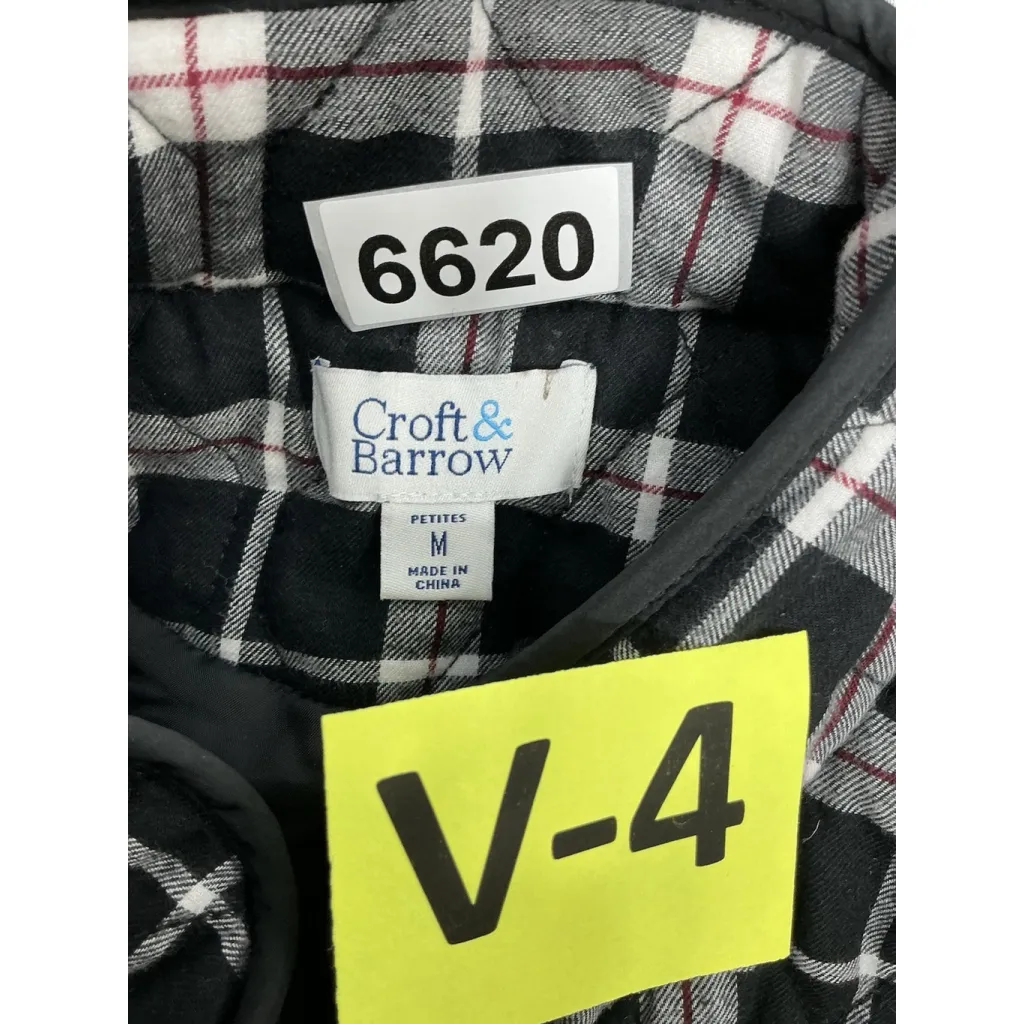 6620
Croft &
Barrow
PETITES
M
MADE IN
CHINA
V-4